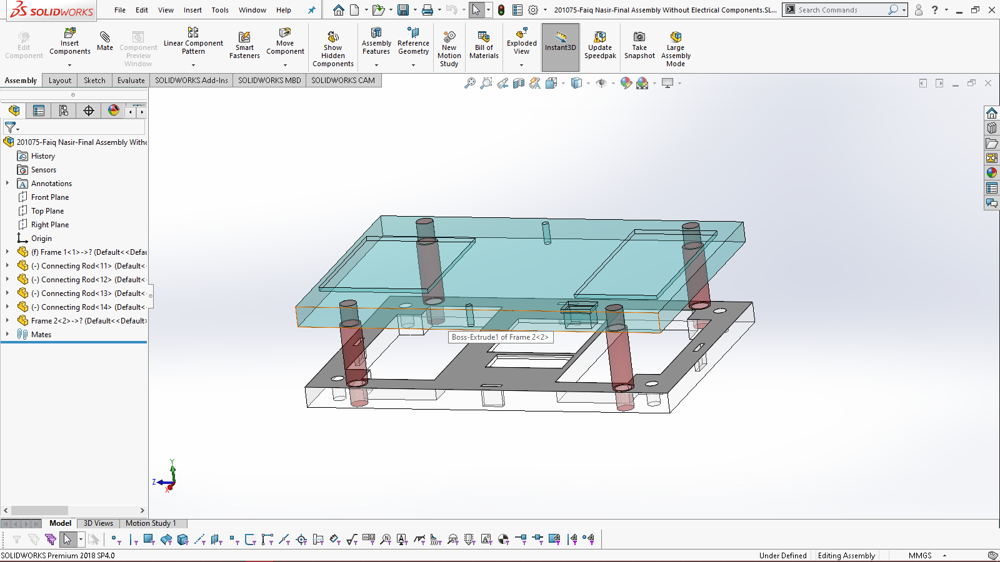 SOLIDWORKS
File Edit View Insert Tools Window Help
201075-Faiq Nasir-Final Assembly Without Electrical Components.SL...
Search Commands
?
Edit Component
Insert Components
Mate
Component Preview Window
Linear Component Pattern
Smart Fasteners
Move Component
Show Hidden Components
Assembly Features
Reference Geometry
New Motion Study
Bill of Materials
Exploded View
Instant3D
Update Speedpak
Take Snapshot
Large Assembly Mode
Assembly Layout Sketch Evaluate SOLIDWORKS Add-Ins SOLIDWORKS MBD SOLIDWORKS CAM
201075-Faiq Nasir-Final Assembly Witho
History
Sensors
Annotations
Front Plane
Top Plane
Right Plane
Origin
(f) Frame 1<1>->? (Default<<Defau
(-) Connecting Rod<11> (Default<
(-) Connecting Rod<12> (Default<
(-) Connecting Rod<13> (Default<
(-) Connecting Rod<14> (Default<
Frame 2<2>->? (Default<<Default>
Mates
Boss-Extrude1 of Frame 2<2>
Y
Z
X
Model 3D Views Motion Study 1
SOLIDWORKS Premium 2018 SP4.0
Under Defined Editing Assembly MMGS